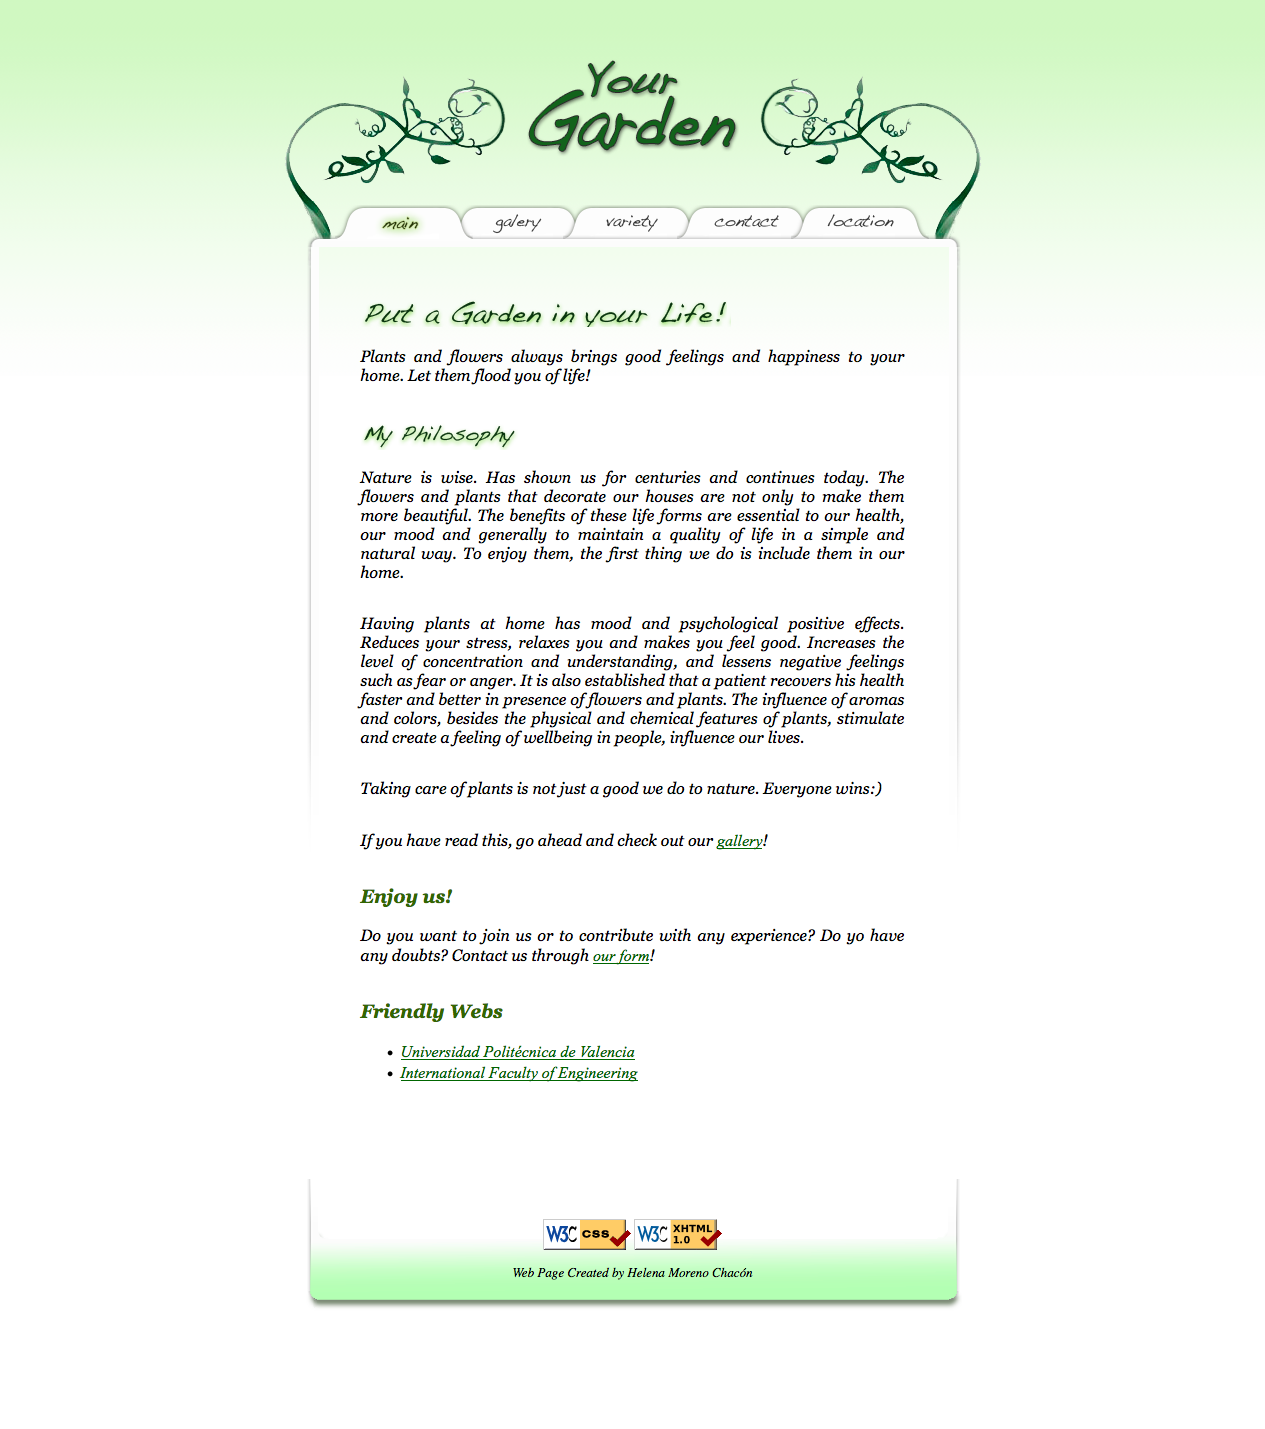 Your
Garden
main galery variety contact location
Put a Garden in your Life!
Plants and flowers always brings good feelings and happiness to your
home. Let them flood you of life!
My Philosophy
Nature is wise. Has shown us for centuries and continues today. The
flowers and plants that decorate our houses are not only to make them
more beautiful. The benefits of these life forms are essential to our health,
our mood and generally to maintain a quality of life in a simple and
natural way. To enjoy them, the first thing we do is include them in our
home.
Having plants at home has mood and psychological positive effects.
Reduces your stress, relaxes you and makes you feel good. Increases the
level of concentration and understanding, and lessens negative feelings
such as fear or anger. It is also established that a patient recovers his health
faster and better in presence of flowers and plants. The influence of aromas
and colors, besides the physical and chemical features of plants, stimulate
and create a feeling of wellbeing in people, influence our lives.
Taking care of plants is not just a good we do to nature. Everyone wins:)
If you have read this, go ahead and check out our gallery!
Enjoy us!
Do you want to join us or to contribute with any experience? Do yo have
any doubts? Contact us through our form!
Friendly Webs
• Universidad Politécnica de Valencia
• International Faculty of Engineering
W3C CSS W3C XHTML 1.0
Web Page Created by Helena Moreno Chacón